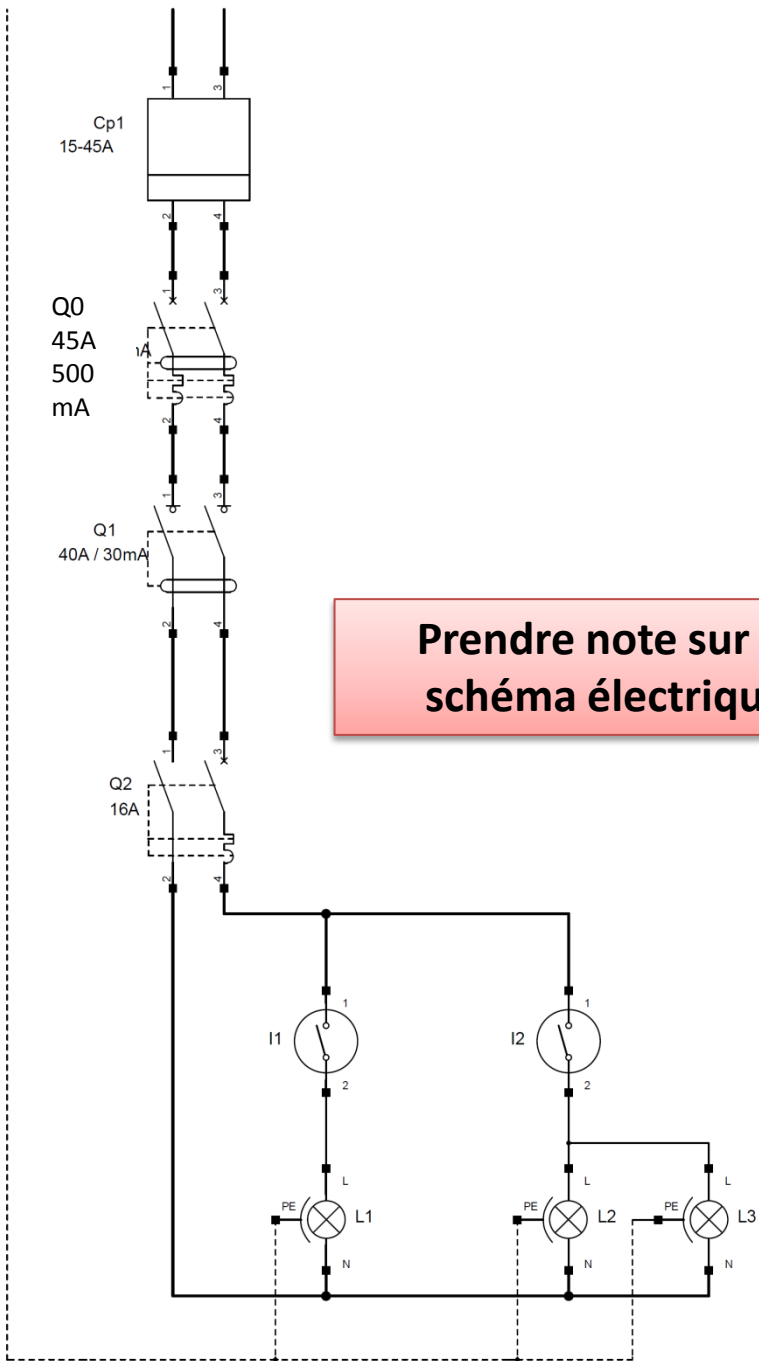 1 3
Cp1
15-45A
2 4
1 3
Q0
45A
500
mA
2 4
1 3
Q1
40A / 30mA
2 4
Prendre note sur
schéma électriqu
1 3
Q2
16A
2 4
1 1
I1 I2
2 2
L L L
PE L1 PE L2 PE L3
N N N